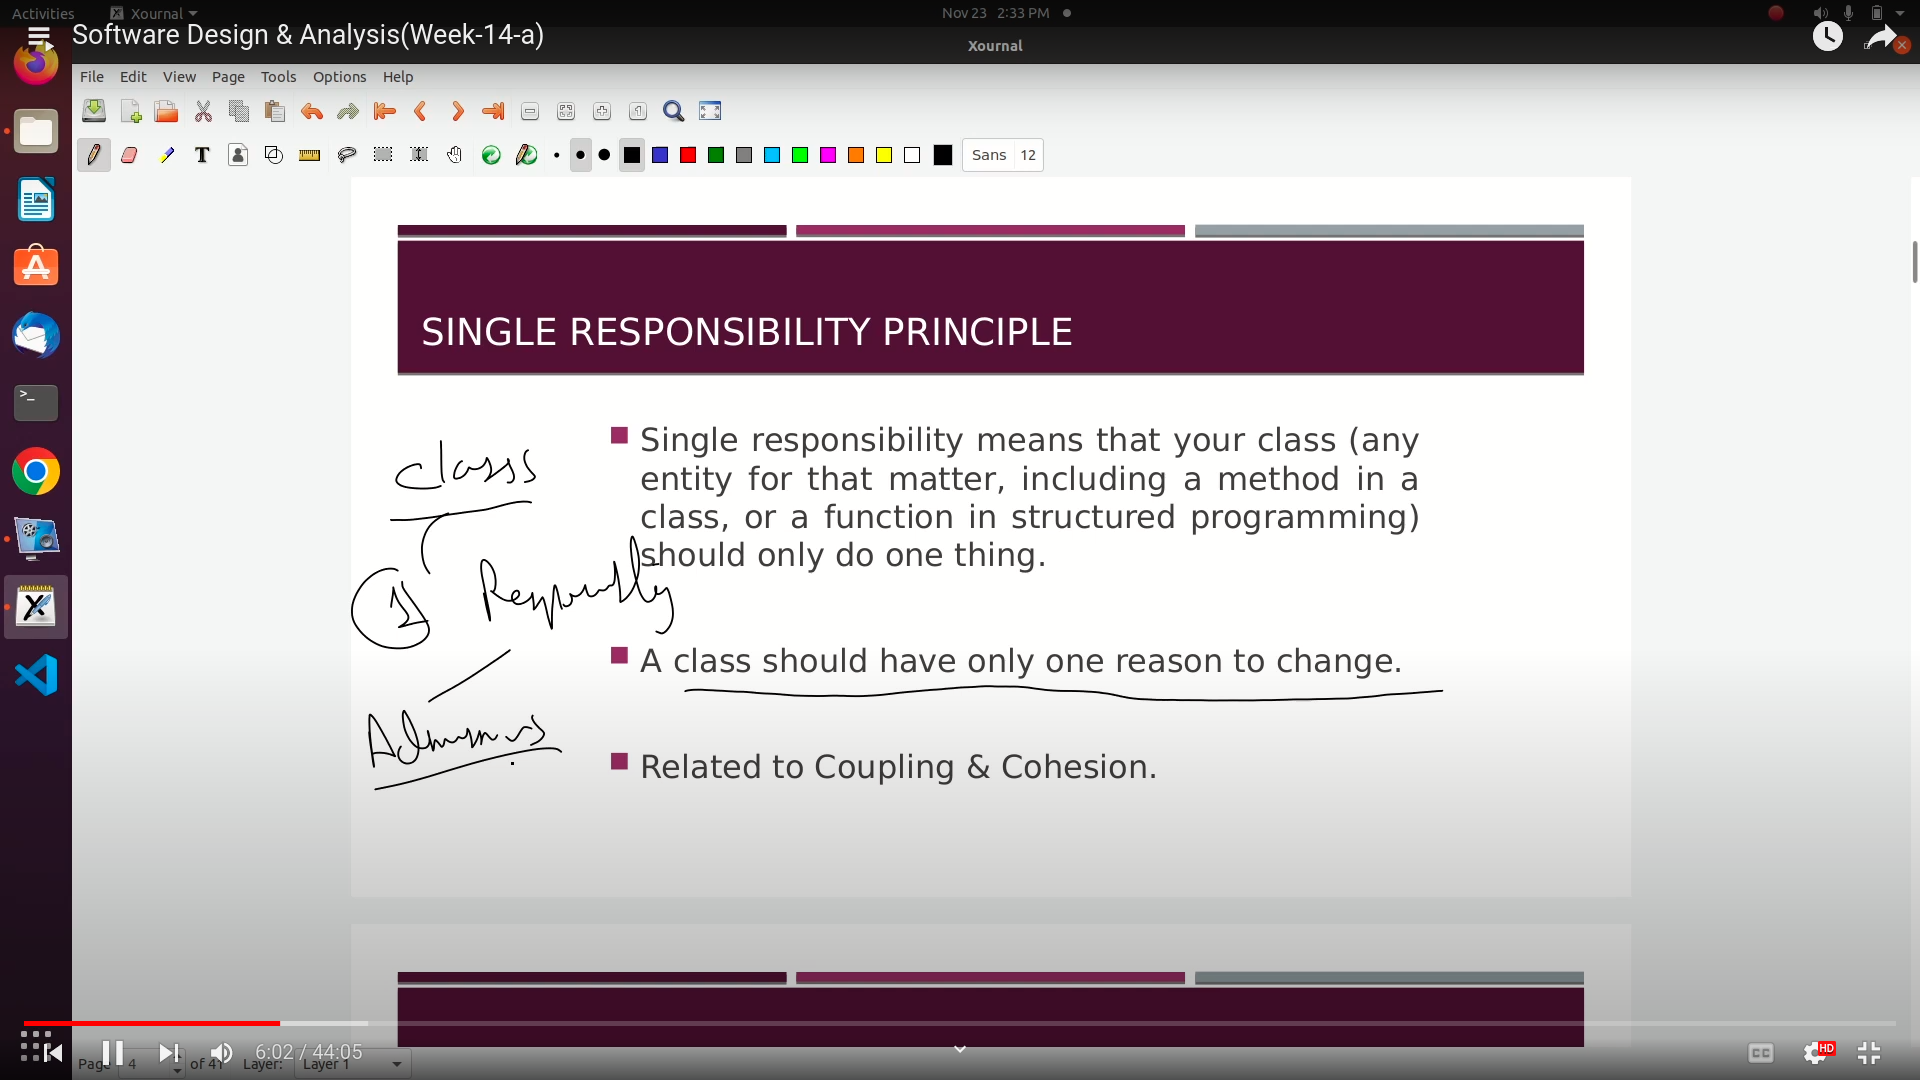 Activities Xournal Nov 23 2:33 PM
Software Design & Analysis(Week-14-a)
Xournal
File Edit View Page Tools Options Help
Sans 12
SINGLE RESPONSIBILITY PRINCIPLE
class
Single responsibility means that your class (any
entity for that matter, including a method in a
class, or a function in structured programming)
should only do one thing.
1
A class should have only one reason to change.
Related to Coupling & Cohesion.
6:02 / 44:05
CC HD
Page 4 of 41 Layer: Layer 1